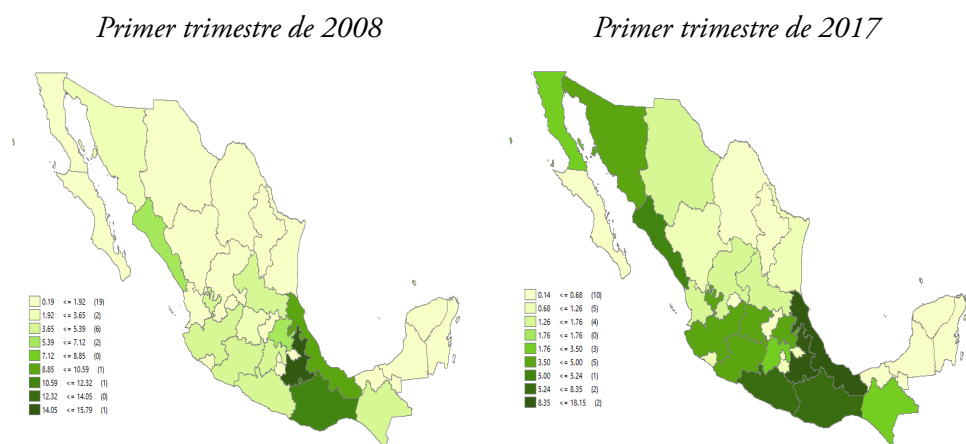 Primer trimestre de 2008
Primer trimestre de 2017
0.19 <= 1.92 (19)
1.92 <= 3.65 (2)
3.65 <= 5.39 (6)
5.39 <= 7.12 (2)
7.12 <= 8.85 (0)
8.85 <= 10.59 (1)
10.59 <= 12.32 (1)
12.32 <= 14.05 (0)
14.05 <= 15.79 (1)
0.14 <= 0.68 (10)
0.68 <= 1.26 (5)
1.26 <= 1.76 (4)
1.76 <= 1.76 (0)
1.76 <= 3.50 (3)
3.50 <= 5.00 (5)
5.00 <= 5.24 (1)
5.24 <= 8.35 (2)
8.35 <= 18.15 (2)